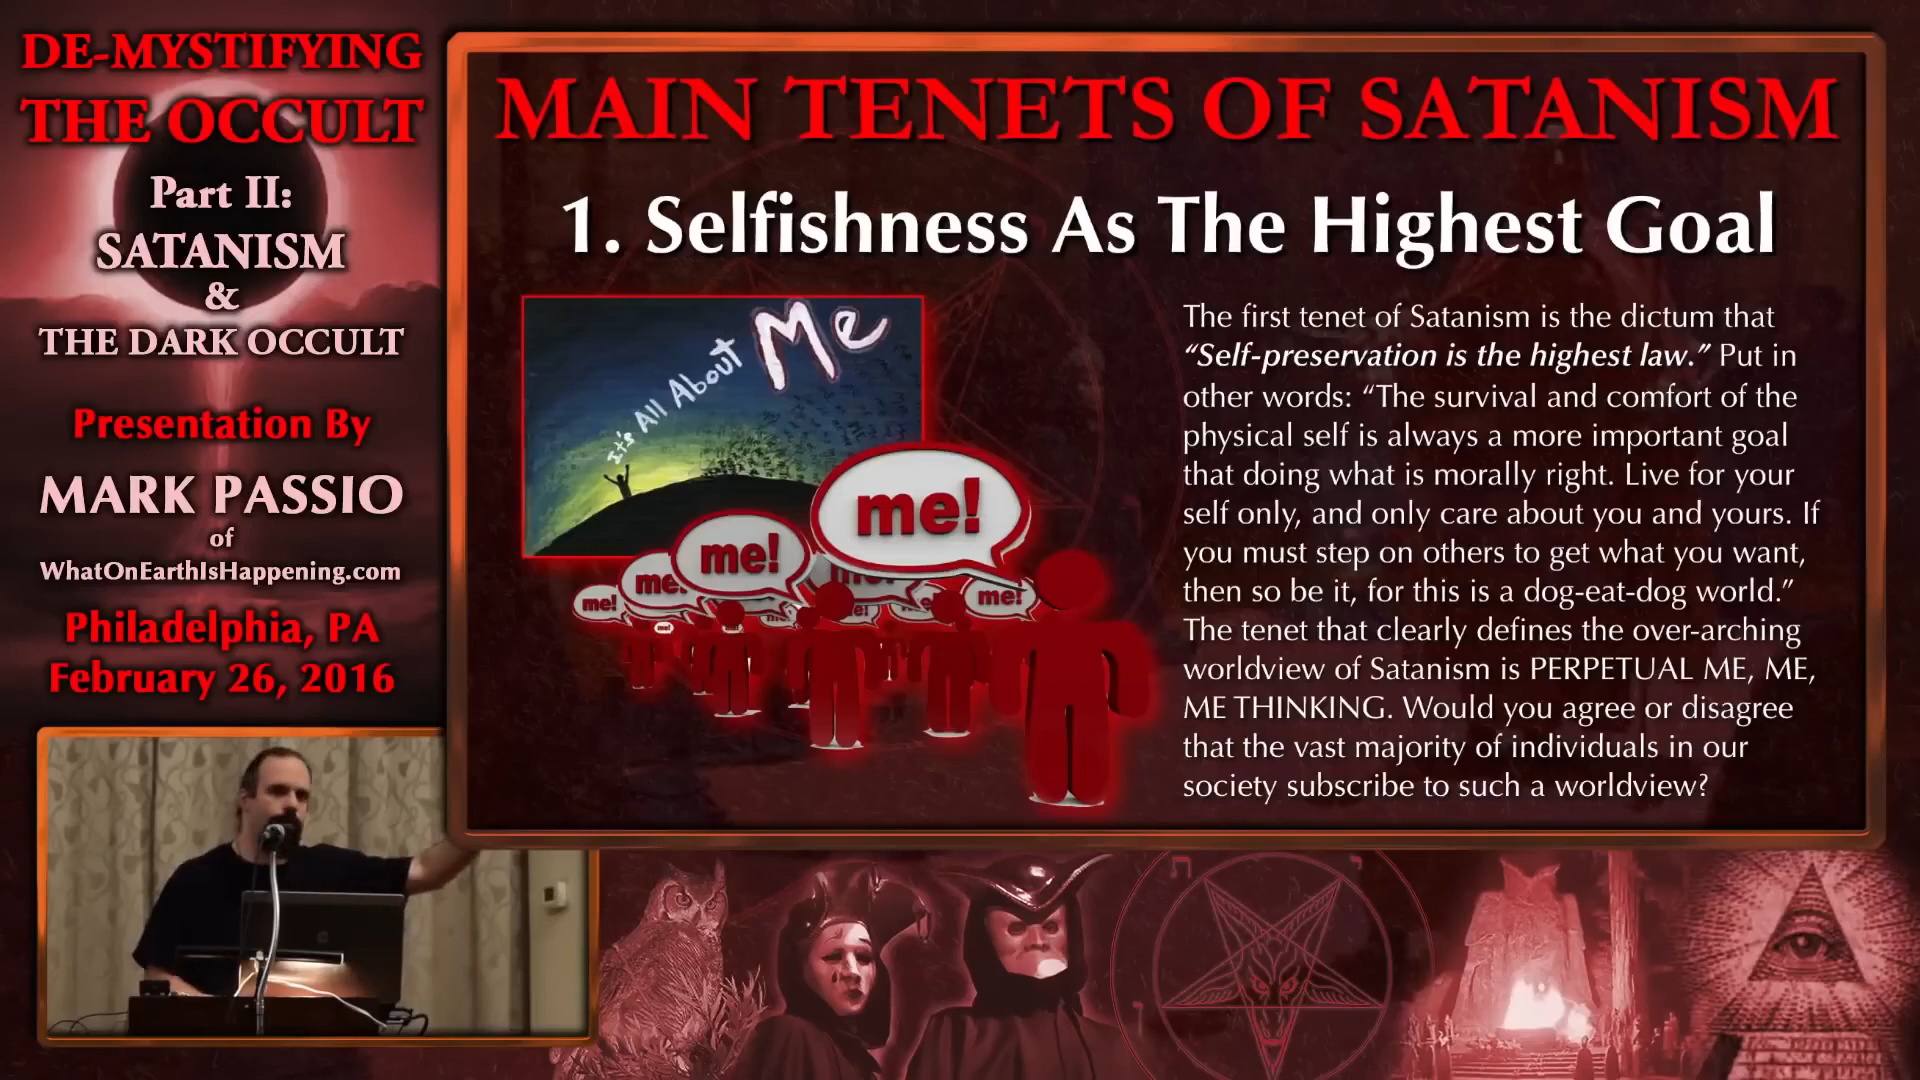 DE-MYSTIFYING
THE OCCULT
Part II:
SATANISM
&
THE DARK OCCULT
Presentation By
MARK PASSIO
of
WhatOnEarthIsHappening.com
Philadelphia, PA
February 26, 2016
MAIN TENETS OF SATANISM
1. Selfishness As The Highest Goal
It's All About Me
me!
me!
me!
me!
me!
The first tenet of Satanism is the dictum that
“Self-preservation is the highest law.” Put in
other words: “The survival and comfort of the
physical self is always a more important goal
that doing what is morally right. Live for your
self only, and only care about you and yours. If
you must step on others to get what you want,
then so be it, for this is a dog-eat-dog world.”
The tenet that clearly defines the over-arching
worldview of Satanism is PERPETUAL ME, ME,
ME THINKING. Would you agree or disagree
that the vast majority of individuals in our
society subscribe to such a worldview?